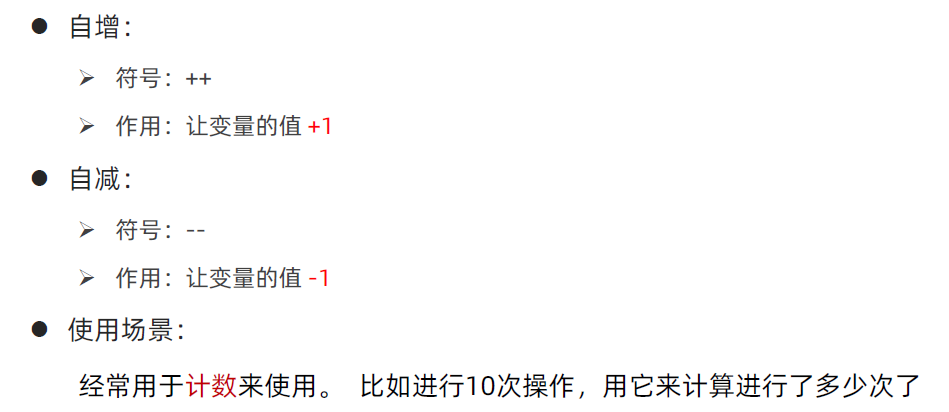 ● 自增：
➢ 符号：++
➢ 作用：让变量的值 +1
● 自减：
➢ 符号：--
➢ 作用：让变量的值 -1
● 使用场景：
经常用于计数来使用。 比如进行10次操作，用它来计算进行了多少次了